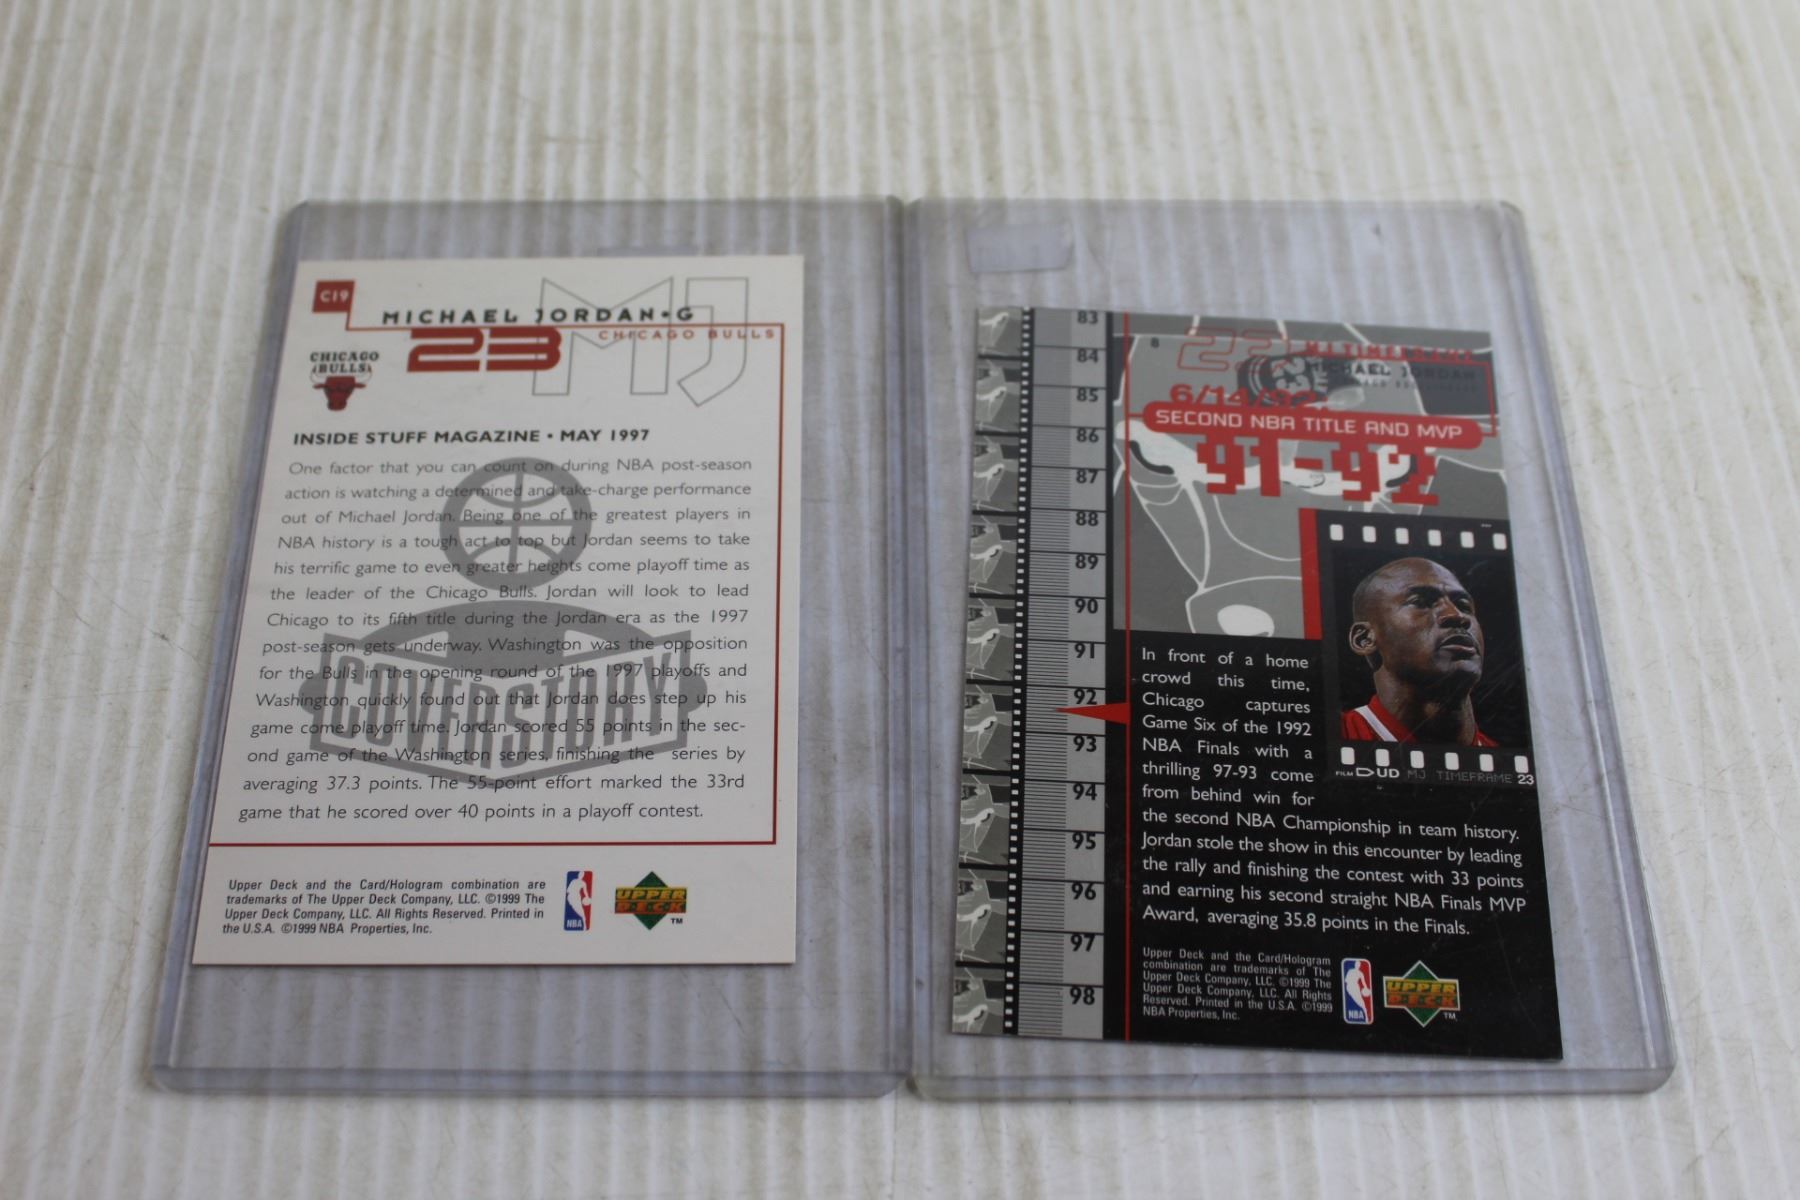 C19
MICHAEL JORDAN•G
23
CHICAGO BULLS
MJ
CHICAGO
BULLS
INSIDE STUFF MAGAZINE • MAY 1997
One factor that you can count on during NBA post-season
action is watching a determined and take-charge performance
out of Michael Jordan. Being one of the greatest players in
NBA history is a tough act to top but Jordan seems to take
his terrific game to even greater heights come playoff time as
the leader of the Chicago Bulls. Jordan will look to lead
Chicago to its fifth title during the Jordan era as the 1997
post-season gets underway. Washington was the opposition
for the Bulls in the opening round of the 1997 playoffs and
Washington quickly found out that Jordan does step up his
game come playoff time. Jordan scored 55 points in the sec-
ond game of the Washington series, finishing the series by
averaging 37.3 points. The 55-point effort marked the 33rd
game that he scored over 40 points in a playoff contest.
COVERSTORY
Upper Deck and the Card/Hologram combination are
trademarks of The Upper Deck Company, LLC. ©1999 The
Upper Deck Company, LLC. All Rights Reserved. Printed in
the U.S.A. ©1999 NBA Properties, Inc.
NBA
UPPER
DECK
TM
83
84
85
86
87
88
89
90
91
92
93
94
95
96
97
98
8
23
MJ TIMEFRAME
MICHAEL JORDAN
6/14/92
SECOND NBA TITLE AND MVP
91-92
FILM UD MJ TIMEFRAME 23
In front of a home
crowd this time,
Chicago captures
Game Six of the 1992
NBA Finals with a
thrilling 97-93 come
from behind win for
the second NBA Championship in team history.
Jordan stole the show in this encounter by leading
the rally and finishing the contest with 33 points
and earning his second straight NBA Finals MVP
Award, averaging 35.8 points in the Finals.
Upper Deck and the Card/Hologram
combination are trademarks of The
Upper Deck Company, LLC. ©1999 The
Upper Deck Company, LLC. All Rights
Reserved. Printed in the U.S.A. ©1999
NBA Properties, Inc.
NBA
UPPER
DECK
TM